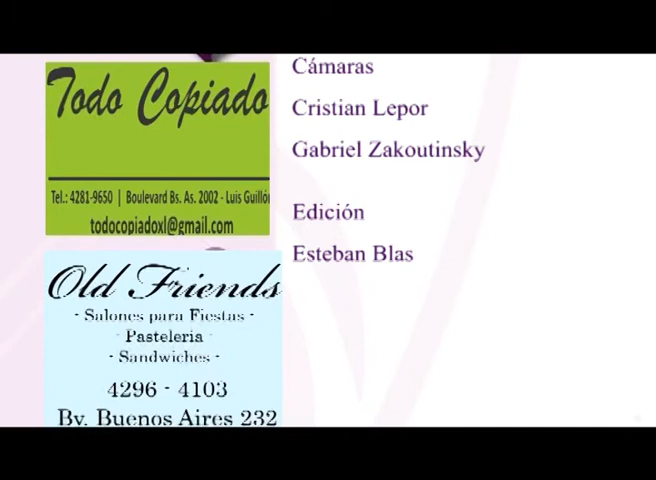 Todo Copiado
Tel.: 4281-9650 | Boulevard Bs. As. 2002 - Luis Guillón
todocopiadoxl@gmail.com
Old Friends
- Salones para Fiestas -
- Pastelería -
- Sandwiches -
4296 - 4103
Bv. Buenos Aires 232
Cámaras
Cristian Lepor
Gabriel Zakoutinsky
Edición
Esteban Blas